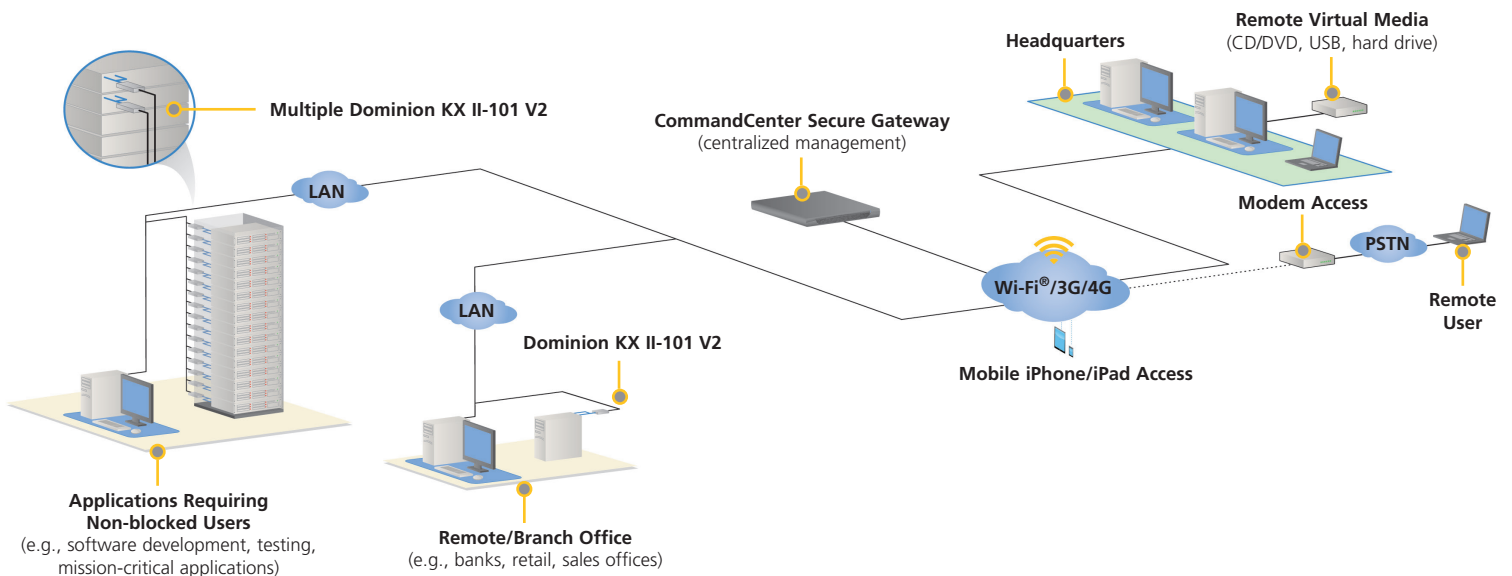 Remote Virtual Media
(CD/DVD, USB, hard drive)
Headquarters
Multiple Dominion KX II-101 V2
CommandCenter Secure Gateway
(centralized management)
LAN
Modem Access
PSTN
Wi-Fi®/3G/4G
Remote
User
LAN
Dominion KX II-101 V2
Mobile iPhone/iPad Access
Applications Requiring
Non-blocked Users
(e.g., software development, testing,
mission-critical applications)
Remote/Branch Office
(e.g., banks, retail, sales offices)